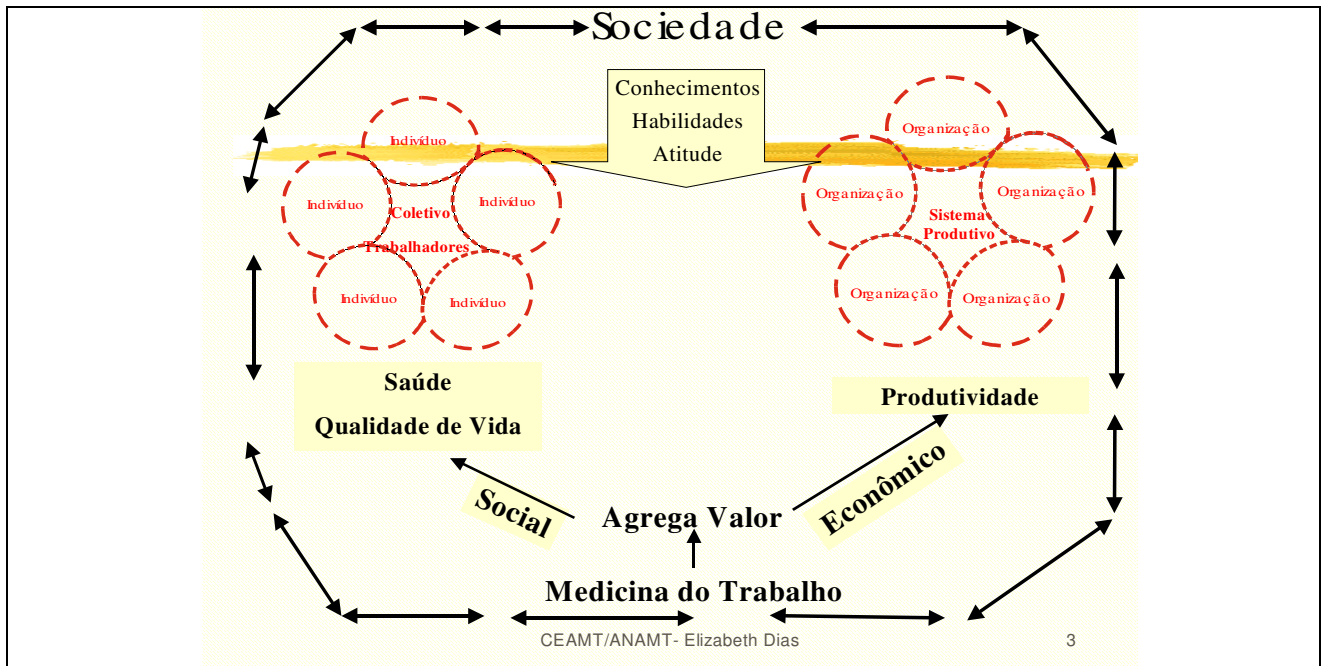 Sociedade
Conhecimentos
Habilidades
Atitude
Indivíduo
Indivíduo
Indivíduo
Coletivo
Trabalhadores
Indivíduo
Indivíduo
Organização
Organização
Organização
Sistema
Produtivo
Organização
Organização
Saúde
Qualidade de Vida
Produtividade
Social
Econômico
Agrega Valor
Medicina do Trabalho
CEAMT/ANAMT- Elizabeth Dias
3